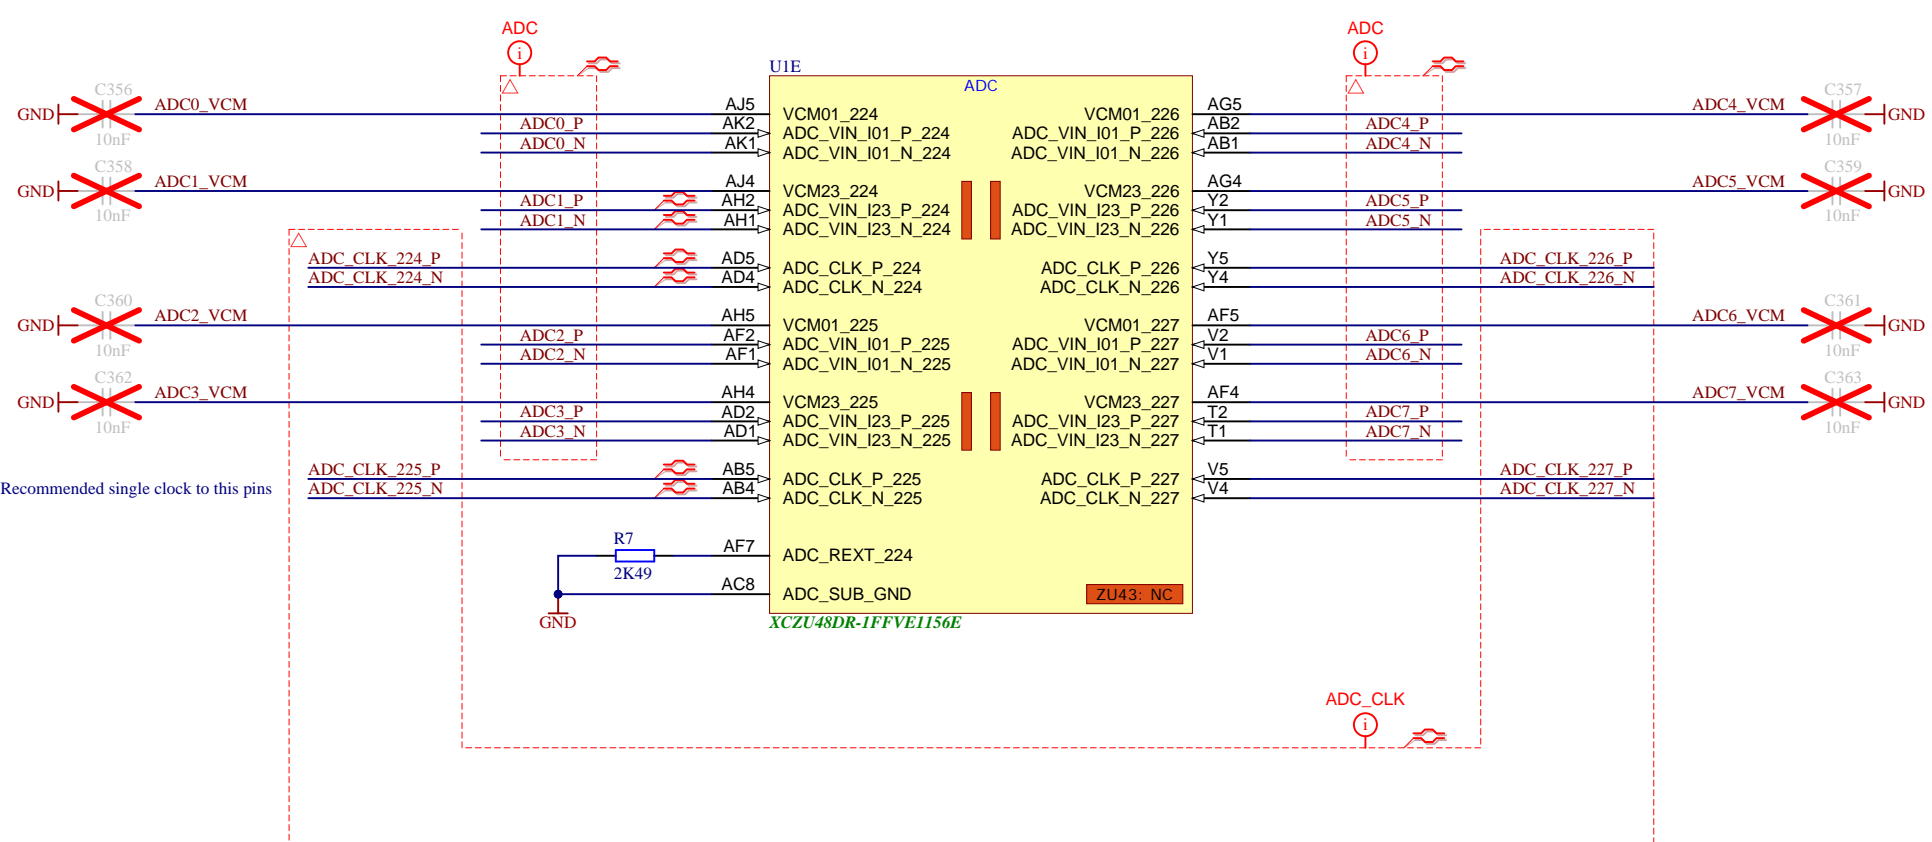 ADC
i
ADC
i
U1E
ADC
GND
C356
10nF
ADC0_VCM
AJ5
VCM01_224
ADC0_P
AK2
ADC_VIN_I01_P_224
ADC0_N
AK1
ADC_VIN_I01_N_224
GND
C358
10nF
ADC1_VCM
AJ4
VCM23_224
ADC1_P
AH2
ADC_VIN_I23_P_224
ADC1_N
AH1
ADC_VIN_I23_N_224
ADC_CLK_224_P
AD5
ADC_CLK_P_224
ADC_CLK_224_N
AD4
ADC_CLK_N_224
GND
C360
10nF
ADC2_VCM
AH5
VCM01_225
ADC2_P
AF2
ADC_VIN_I01_P_225
ADC2_N
AF1
ADC_VIN_I01_N_225
GND
C362
10nF
ADC3_VCM
AH4
VCM23_225
ADC3_P
AD2
ADC_VIN_I23_P_225
ADC3_N
AD1
ADC_VIN_I23_N_225
ADC_CLK_225_P
AB5
ADC_CLK_P_225
Recommended single clock to this pins
ADC_CLK_225_N
AB4
ADC_CLK_N_225
R7
2K49
AF7
ADC_REXT_224
AC8
ADC_SUB_GND
GND
VCM01_226
AG5
ADC4_VCM
C357
10nF
GND
ADC_VIN_I01_P_226
AB2
ADC4_P
ADC_VIN_I01_N_226
AB1
ADC4_N
VCM23_226
AG4
ADC5_VCM
C359
10nF
GND
ADC_VIN_I23_P_226
Y2
ADC5_P
ADC_VIN_I23_N_226
Y1
ADC5_N
ADC_CLK_P_226
Y5
ADC_CLK_226_P
ADC_CLK_N_226
Y4
ADC_CLK_226_N
VCM01_227
AF5
ADC6_VCM
C361
10nF
GND
ADC_VIN_I01_P_227
V2
ADC6_P
ADC_VIN_I01_N_227
V1
ADC6_N
VCM23_227
AF4
ADC7_VCM
C363
10nF
GND
ADC_VIN_I23_P_227
T2
ADC7_P
ADC_VIN_I23_N_227
T1
ADC7_N
ADC_CLK_P_227
V5
ADC_CLK_227_P
ADC_CLK_N_227
V4
ADC_CLK_227_N
ZU43: NC
XCZU48DR-1FFVE1156E
ADC_CLK
i